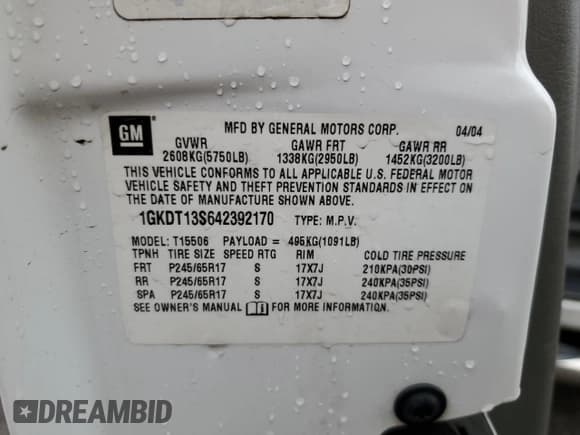 GM
MFD BY GENERAL MOTORS CORP. 04/04
GVWR GAWR FRT GAWR RR
2608KG(5750LB) 1338KG(2950LB) 1452KG(3200LB)
THIS VEHICLE CONFORMS TO ALL APPLICABLE U.S. FEDERAL MOTOR
VEHICLE SAFETY AND THEFT PREVENTION STANDARDS IN EFFECT ON
THE DATE OF MANUFACTURE SHOWN ABOVE.
1GKDT13S642392170 TYPE: M.P.V.
MODEL: T15506 PAYLOAD = 495KG(1091LB)
TPNH TIRE SIZE SPEED RTG RIM COLD TIRE PRESSURE
FRT P245/65R17 S 17X7J 210KPA(30PSI)
RR P245/65R17 S 17X7J 240KPA(35PSI)
SPA P245/65R17 S 17X7J 240KPA(35PSI)
SEE OWNER'S MANUAL FOR MORE INFORMATION.
DREAMBID